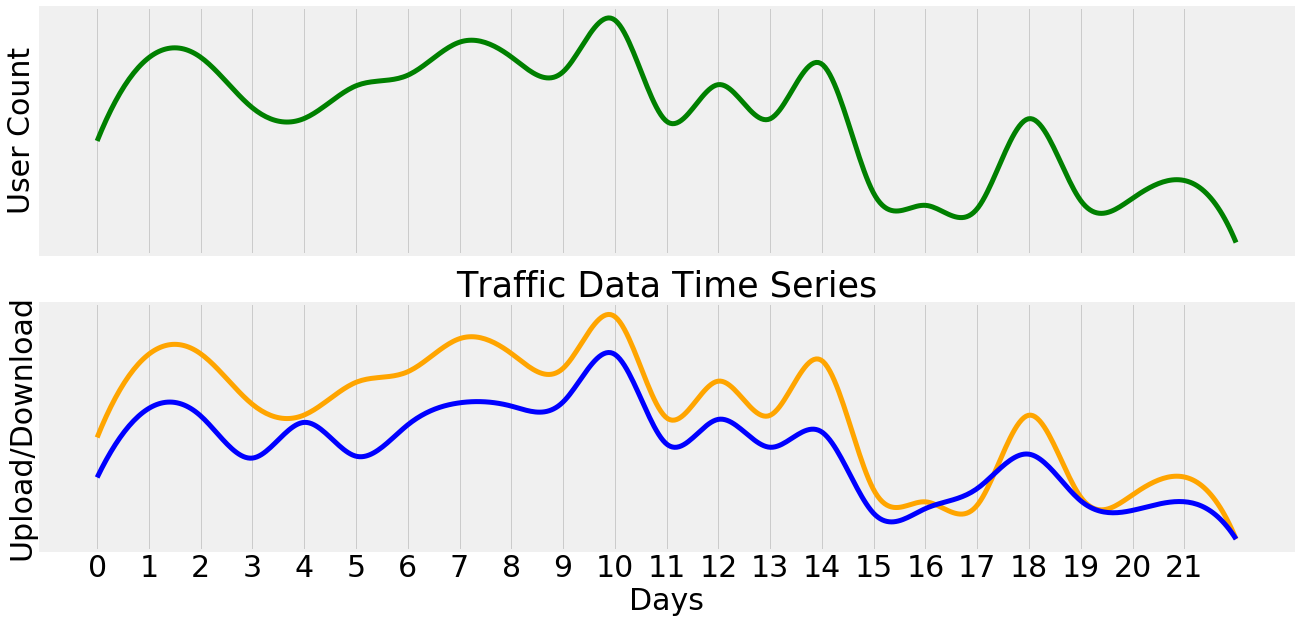 User Count
Traffic Data Time Series
Upload/Download
0 1 2 3 4 5 6 7 8 9 10 11 12 13 14 15 16 17 18 19 20 21
Days